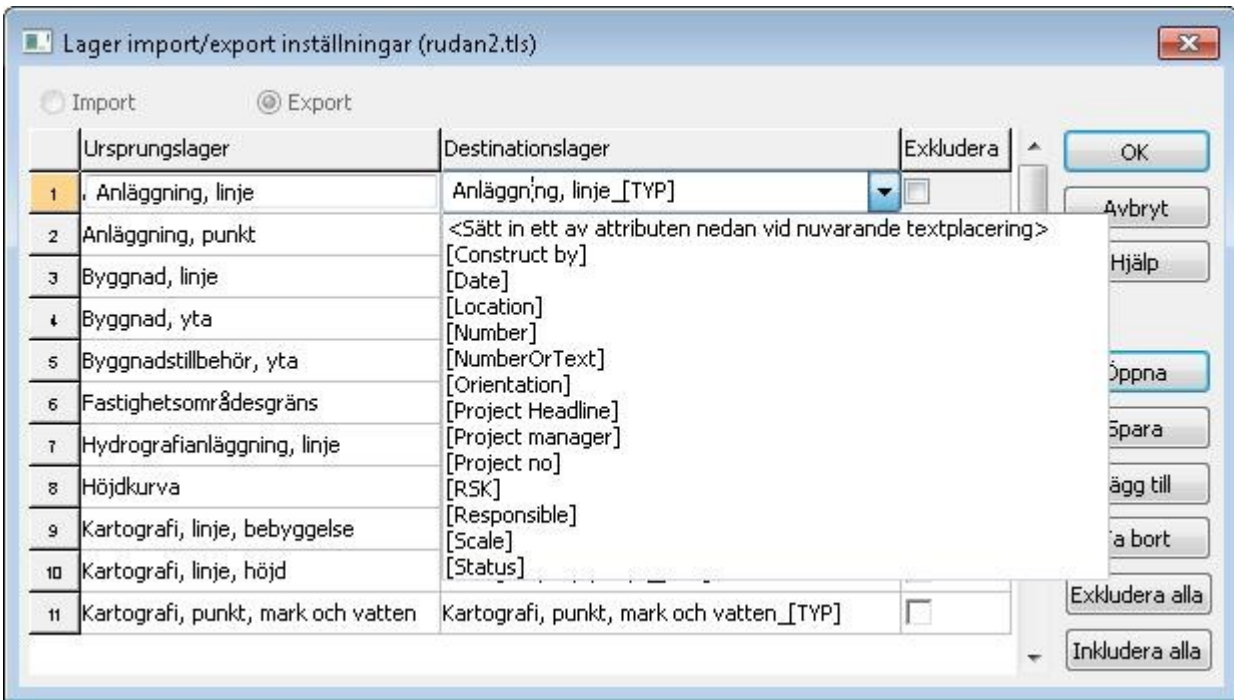 Lager import/export inställningar (rudan2.tls)
Import Export
Ursprungslager Destinationslager Exkludera
1 Anläggning, linje Anläggning, linje_[TYP]
2 Anläggning, punkt
3 Byggnad, linje
4 Byggnad, yta
5 Byggnadstillbehör, yta
6 Fastighetsområdesgräns
7 Hydrografianläggning, linje
8 Höjdkurva
9 Kartografi, linje, bebyggelse
10 Kartografi, linje, höjd
11 Kartografi, punkt, mark och vatten Kartografi, punkt, mark och vatten_[TYP]
<Sätt in ett av attributen nedan vid nuvarande textplacering>
[Construct by]
[Date]
[Location]
[Number]
[NumberOrText]
[Orientation]
[Project Headline]
[Project manager]
[Project no]
[RSK]
[Responsible]
[Scale]
[Status]
OK
Avbryt
Hjälp
Öppna
Spara
ägg till
a bort
Exkludera alla
Inkludera alla